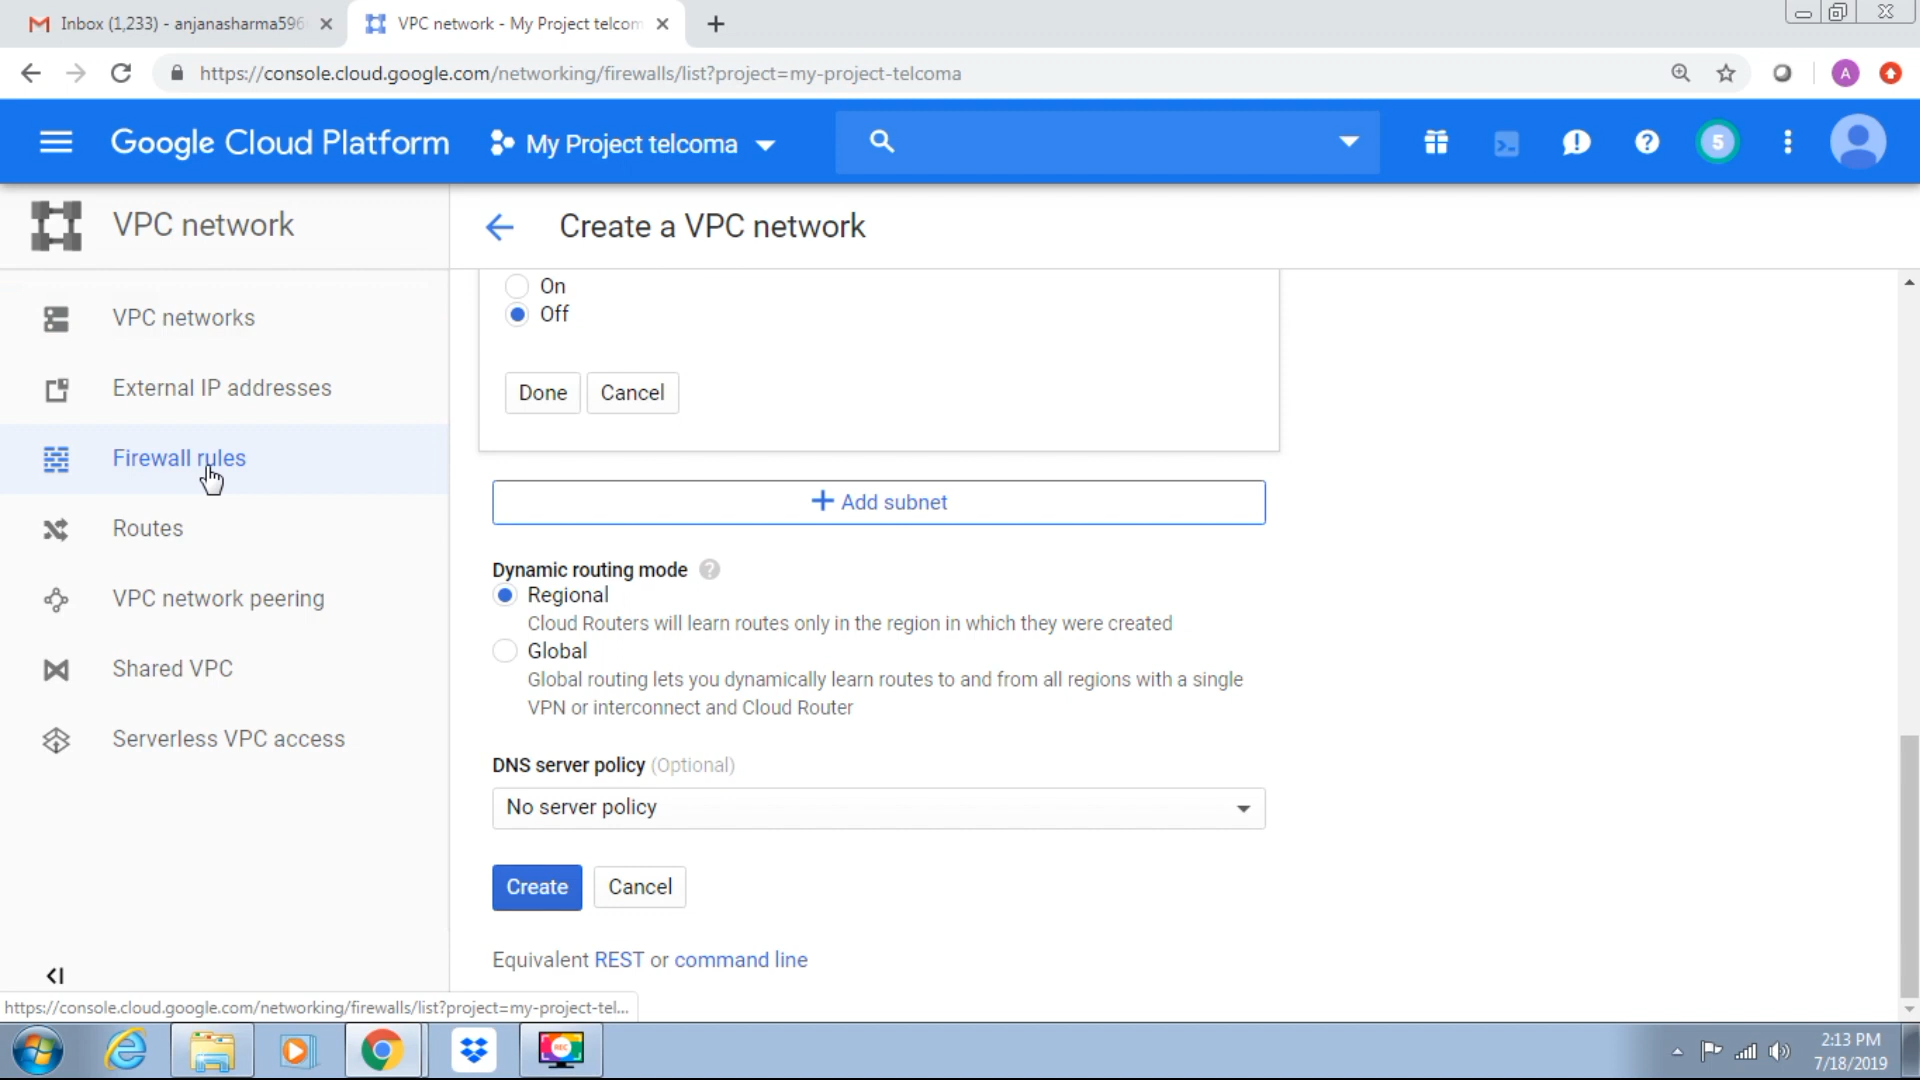 Inbox (1,233) - anjanasharma596
VPC network - My Project telcom
https://console.cloud.google.com/networking/firewalls/list?project=my-project-telcoma
A
Google Cloud Platform
My Project telcoma
5
VPC network
Create a VPC network
VPC networks
External IP addresses
Firewall rules
Routes
VPC network peering
Shared VPC
Serverless VPC access
On
Off
Done
Cancel
+ Add subnet
Dynamic routing mode ?
Regional
Cloud Routers will learn routes only in the region in which they were created
Global
Global routing lets you dynamically learn routes to and from all regions with a single
VPN or interconnect and Cloud Router
DNS server policy (Optional)
No server policy
Create
Cancel
Equivalent REST or command line
https://console.cloud.google.com/networking/firewalls/list?project=my-project-tel...
REC
2:13 PM
7/18/2019